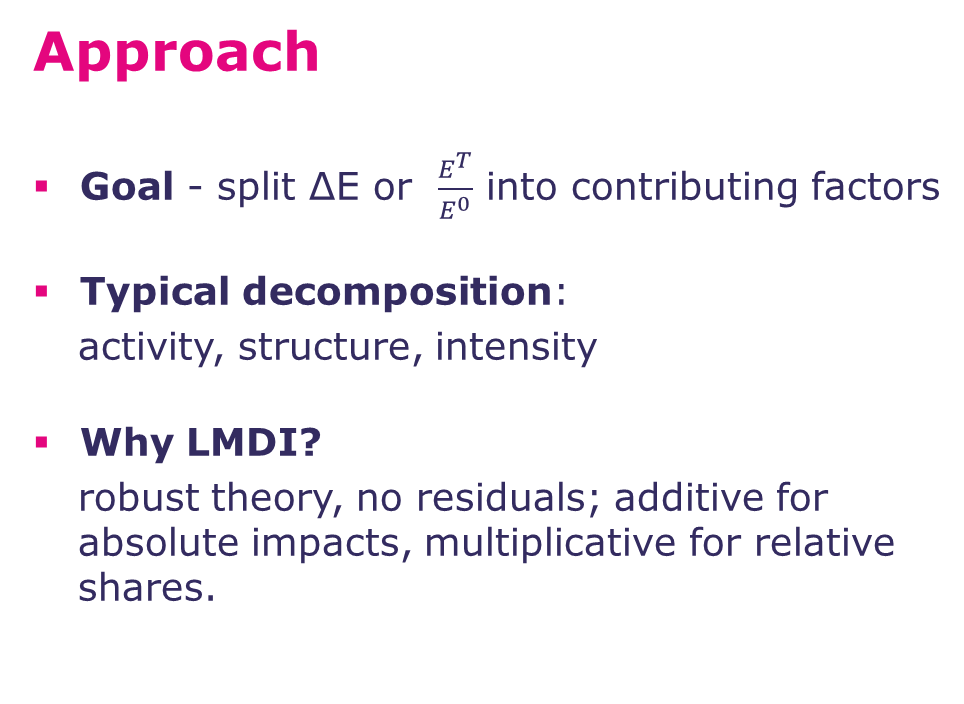 Approach
▪ Goal - split ΔE or E^T/E^0 into contributing factors
▪ Typical decomposition:
activity, structure, intensity
▪ Why LMDI?
robust theory, no residuals; additive for
absolute impacts, multiplicative for relative
shares.